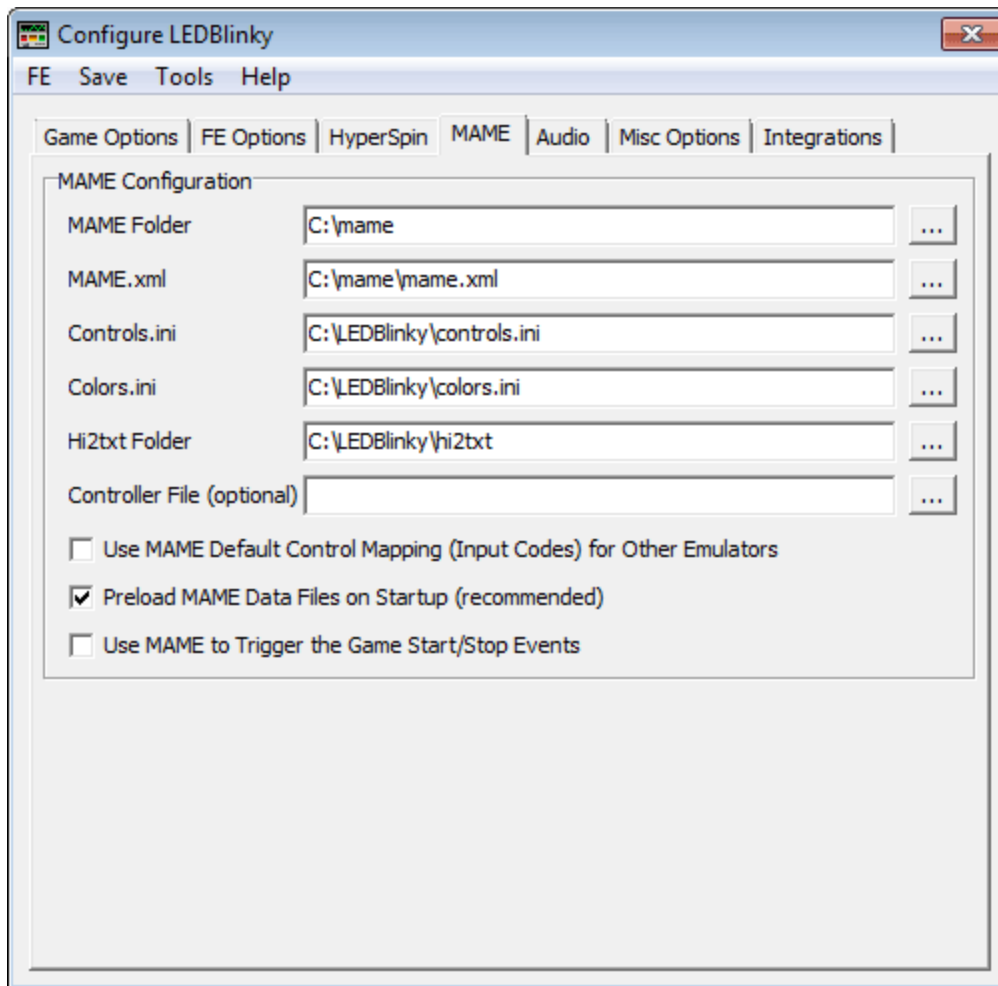 Configure LEDBlinky
FE Save Tools Help
Game Options FE Options HyperSpin MAME Audio Misc Options Integrations
MAME Configuration
MAME Folder C:\mame ...
MAME.xml C:\mame\mame.xml ...
Controls.ini C:\LEDBlinky\controls.ini ...
Colors.ini C:\LEDBlinky\colors.ini ...
Hi2txt Folder C:\LEDBlinky\hi2txt ...
Controller File (optional) ...
Use MAME Default Control Mapping (Input Codes) for Other Emulators
Preload MAME Data Files on Startup (recommended)
Use MAME to Trigger the Game Start/Stop Events